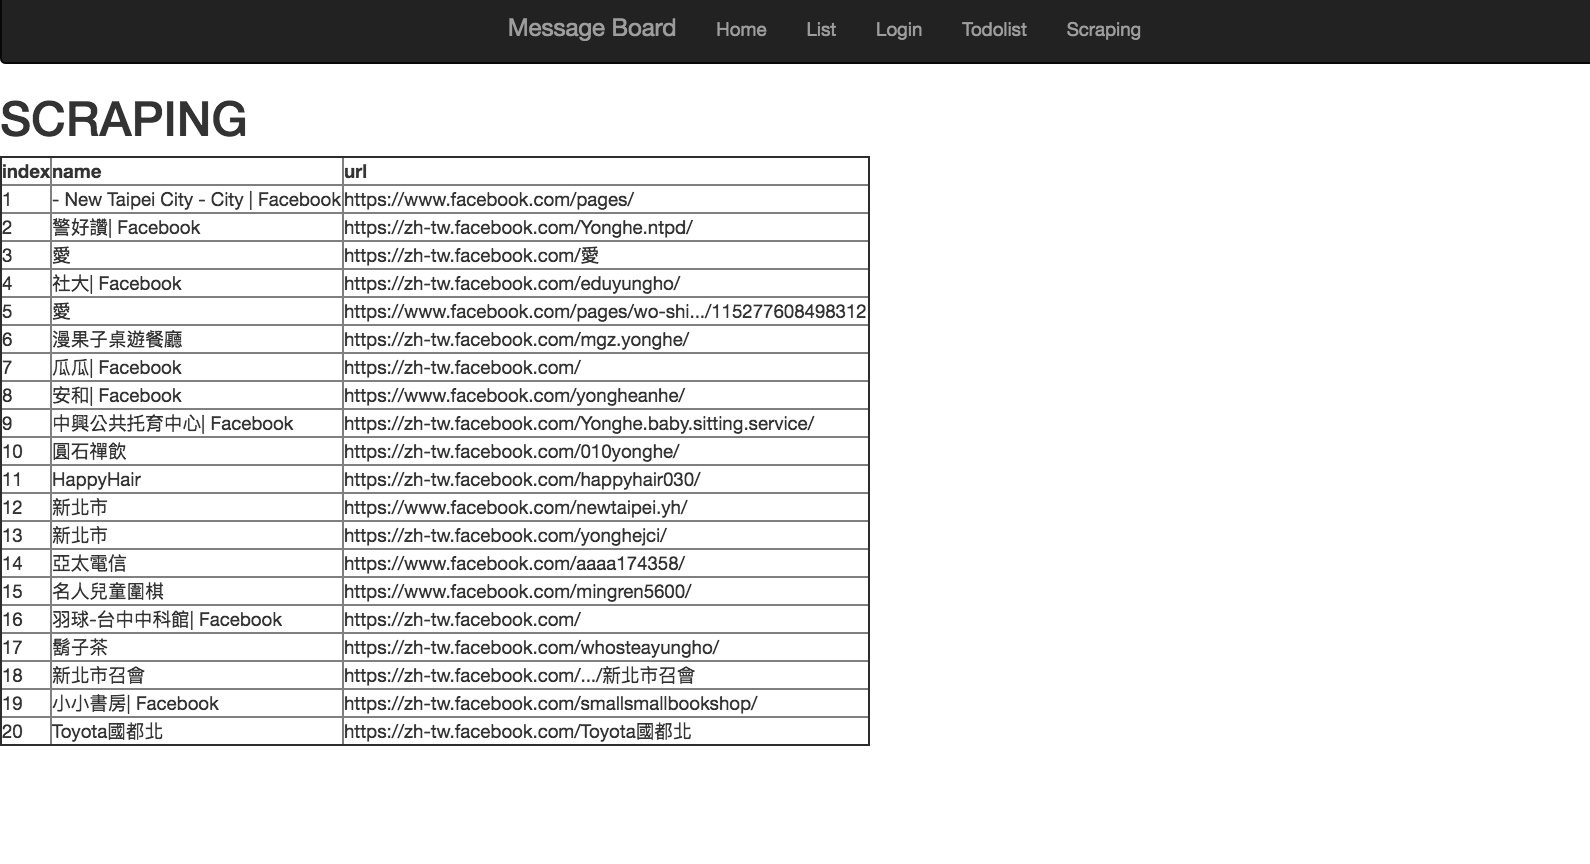 Message Board Home List Login Todolist Scraping
SCRAPING
index name url
1 - New Taipei City - City | Facebook https://www.facebook.com/pages/
2 警好讚| Facebook https://zh-tw.facebook.com/Yonghe.ntpd/
3 愛 https://zh-tw.facebook.com/愛
4 社大| Facebook https://zh-tw.facebook.com/eduyungho/
5 愛 https://www.facebook.com/pages/wo-shi.../115277608498312
6 漫果子桌遊餐廳 https://zh-tw.facebook.com/mgz.yonghe/
7 瓜瓜| Facebook https://zh-tw.facebook.com/
8 安和| Facebook https://www.facebook.com/yongheanhe/
9 中興公共托育中心| Facebook https://zh-tw.facebook.com/Yonghe.baby.sitting.service/
10 圓石禪飲 https://zh-tw.facebook.com/010yonghe/
11 HappyHair https://zh-tw.facebook.com/happyhair030/
12 新北市 https://www.facebook.com/newtaipei.yh/
13 新北市 https://zh-tw.facebook.com/yonghejci/
14 亞太電信 https://www.facebook.com/aaaa174358/
15 名人兒童圍棋 https://www.facebook.com/mingren5600/
16 羽球-台中中科館| Facebook https://zh-tw.facebook.com/
17 鬍子茶 https://zh-tw.facebook.com/whosteayungho/
18 新北市召會 https://zh-tw.facebook.com/.../新北市召會
19 小小書房| Facebook https://zh-tw.facebook.com/smallsmallbookshop/
20 Toyota國都北 https://zh-tw.facebook.com/Toyota國都北